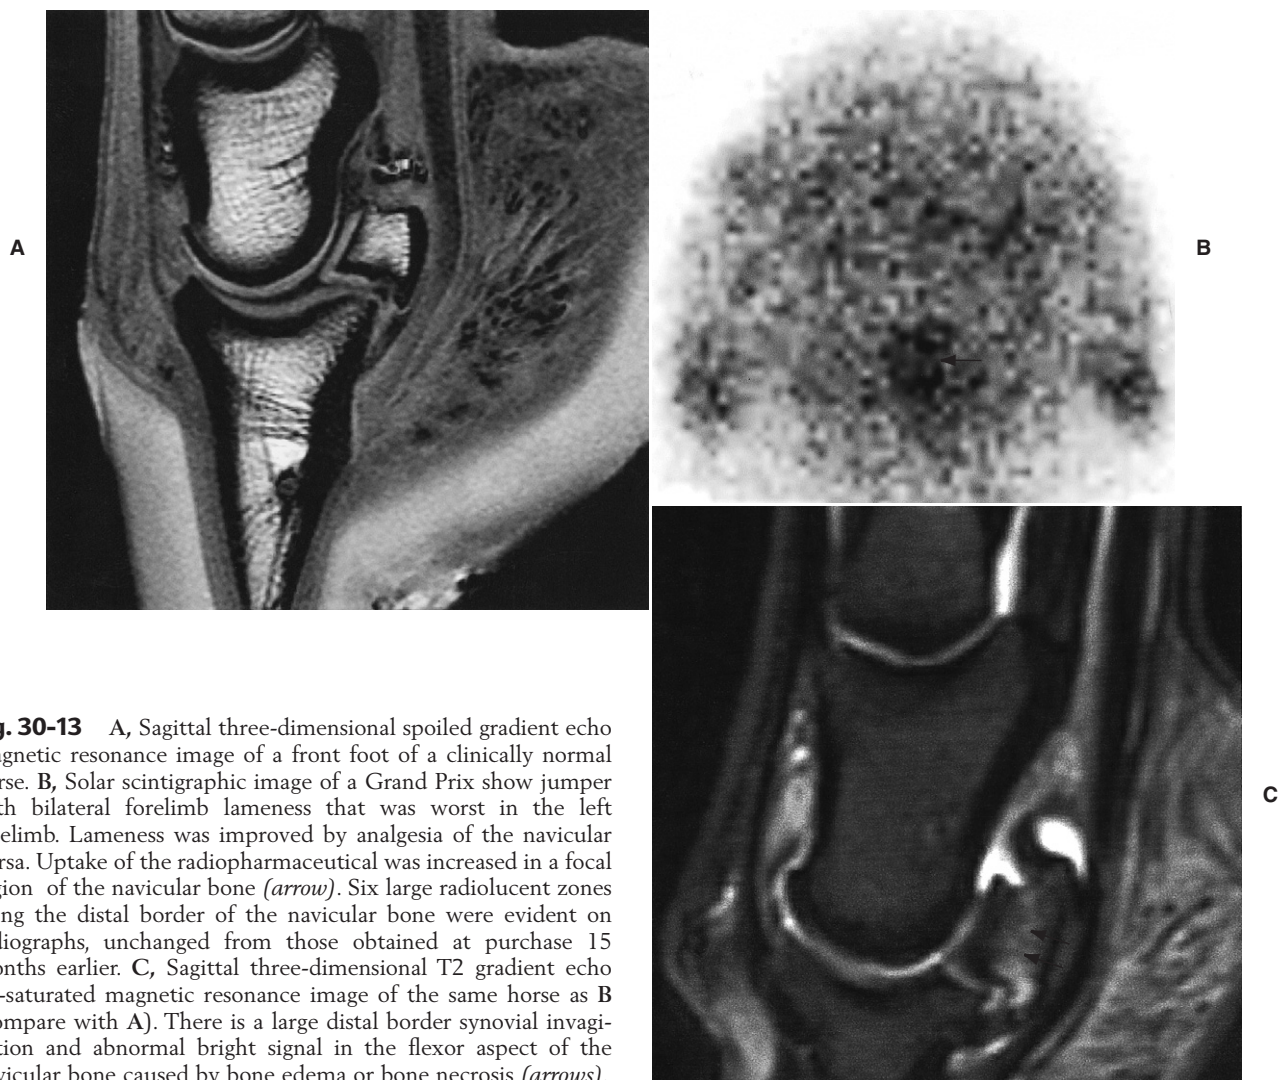 A
B
C
g. 30-13 A, Sagittal three-dimensional spoiled gradient echo
agnetic resonance image of a front foot of a clinically normal
rse. B, Solar scintigraphic image of a Grand Prix show jumper
th bilateral forelimb lameness that was worst in the left
elimb. Lameness was improved by analgesia of the navicular
rsa. Uptake of the radiopharmaceutical was increased in a focal
gion of the navicular bone (arrow). Six large radiolucent zones
ng the distal border of the navicular bone were evident on
diographs, unchanged from those obtained at purchase 15
onths earlier. C, Sagittal three-dimensional T2 gradient echo
-saturated magnetic resonance image of the same horse as B
ompare with A). There is a large distal border synovial invagi-
tion and abnormal bright signal in the flexor aspect of the
vicular bone caused by bone edema or bone necrosis (arrows).